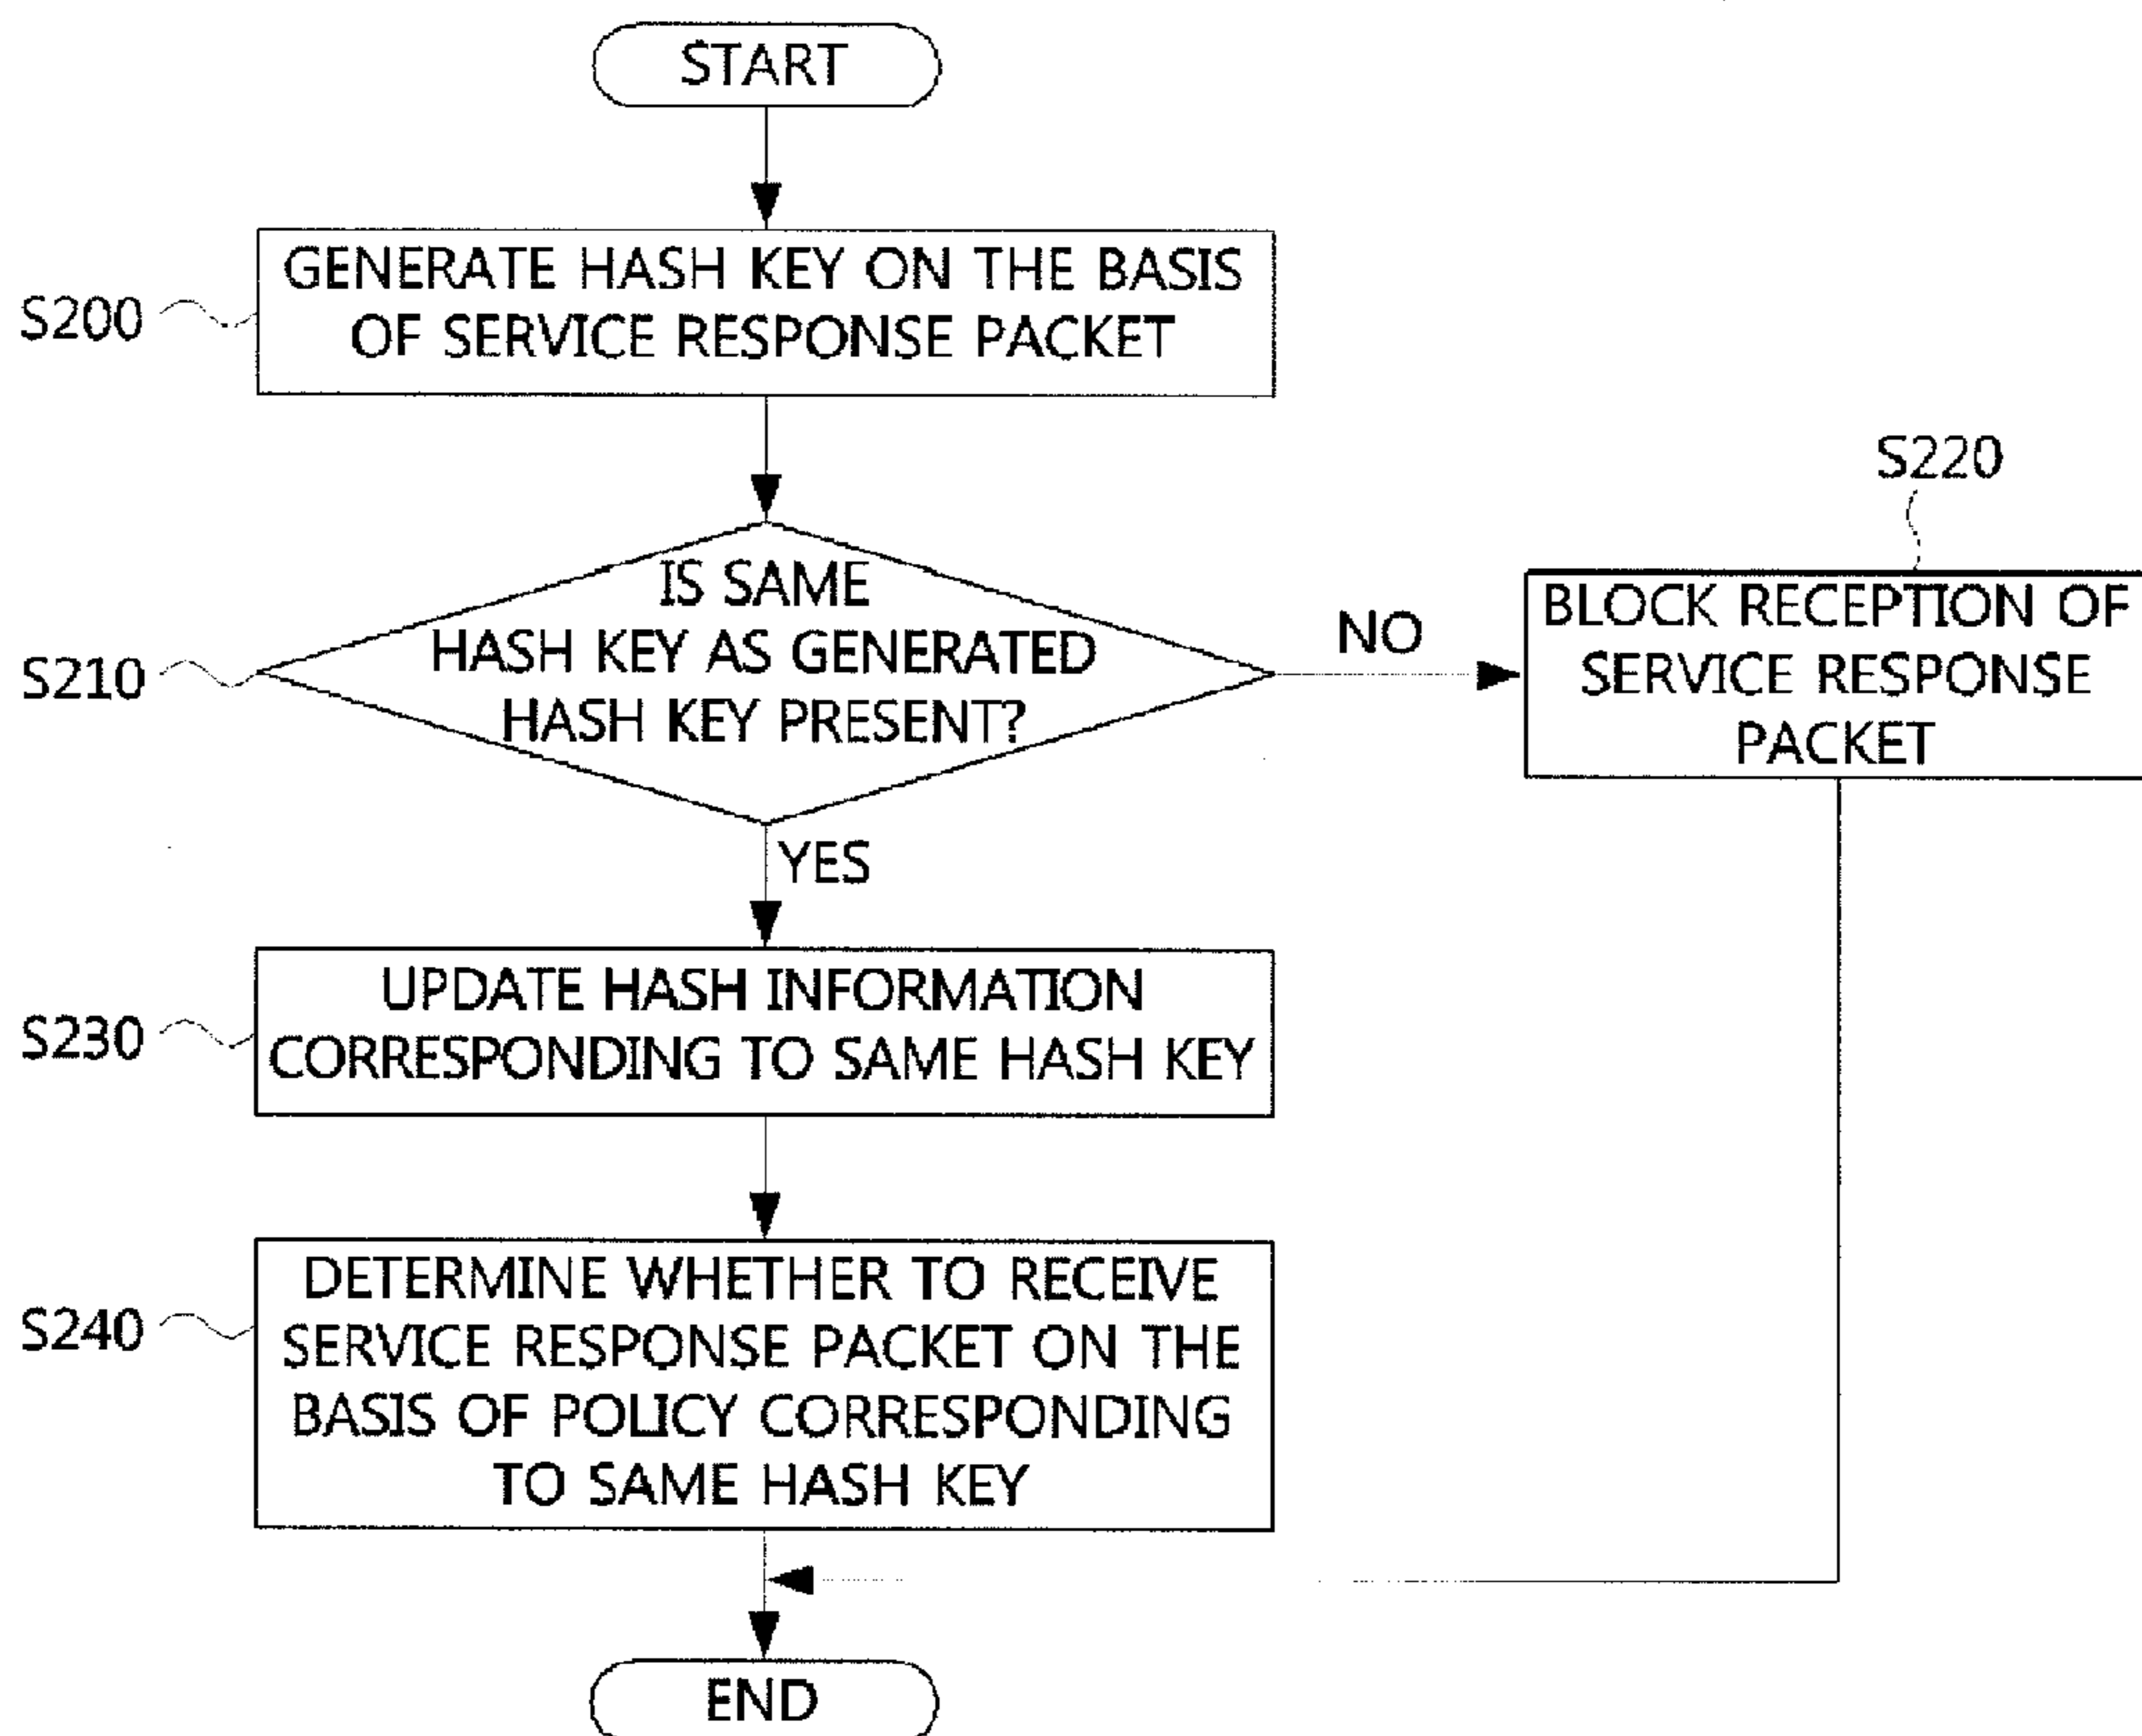 START
S200
GENERATE HASH KEY ON THE BASIS
OF SERVICE RESPONSE PACKET
S210
IS SAME
HASH KEY AS GENERATED
HASH KEY PRESENT?
NO
S220
BLOCK RECEPTION OF
SERVICE RESPONSE
PACKET
YES
S230
UPDATE HASH INFORMATION
CORRESPONDING TO SAME HASH KEY
S240
DETERMINE WHETHER TO RECEIVE
SERVICE RESPONSE PACKET ON THE
BASIS OF POLICY CORRESPONDING
TO SAME HASH KEY
END